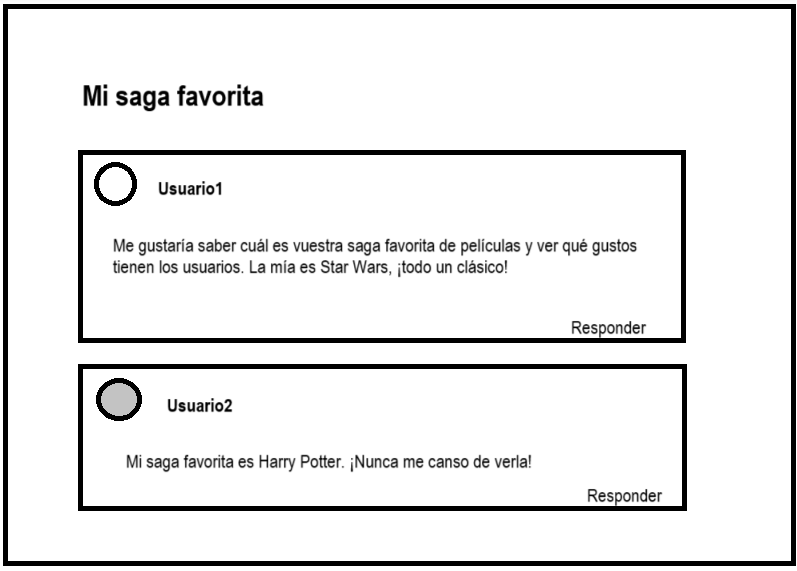 Mi saga favorita
Usuario1
Me gustaría saber cuál es vuestra saga favorita de películas y ver qué gustos
tienen los usuarios. La mía es Star Wars, ¡todo un clásico!
Responder
Usuario2
Mi saga favorita es Harry Potter. ¡Nunca me canso de verla!
Responder